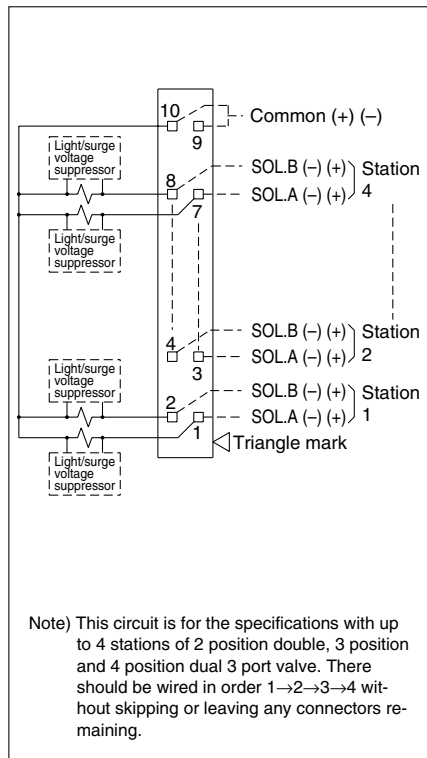 10
Common (+) (–)
9
Light/surge
voltage
suppressor
8
SOL.B (–) (+)
Station
SOL.A (–) (+)
4
7
Light/surge
voltage
suppressor
4
SOL.B (–) (+)
Station
SOL.A (–) (+)
2
3
Light/surge
voltage
suppressor
2
SOL.B (–) (+)
Station
SOL.A (–) (+)
1
1
Triangle mark
Light/surge
voltage
suppressor
Note) This circuit is for the specifications with up
to 4 stations of 2 position double, 3 position
and 4 position dual 3 port valve. There
should be wired in order 1→2→3→4 wit-
hout skipping or leaving any connectors re-
maining.